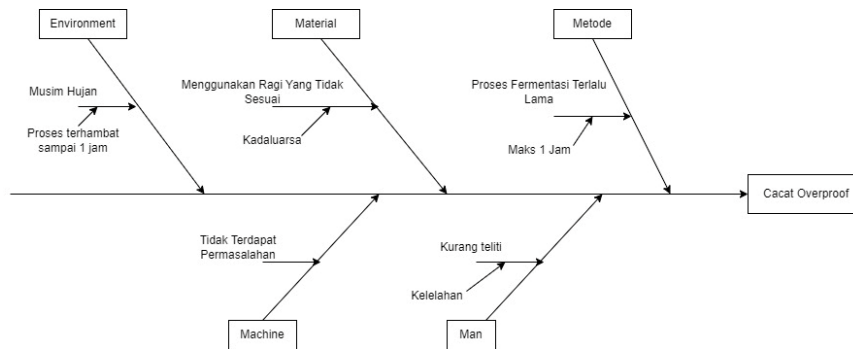 Environment
Material
Metode
Musim Hujan
Proses terhambat
sampai 1 jam
Menggunakan Ragi Yang Tidak
Sesuai
Kadaluarsa
Proses Fermentasi Terlalu
Lama
Maks 1 Jam
Cacat Overproof
Tidak Terdapat
Permasalahan
Kurang teliti
Kelelahan
Machine
Man